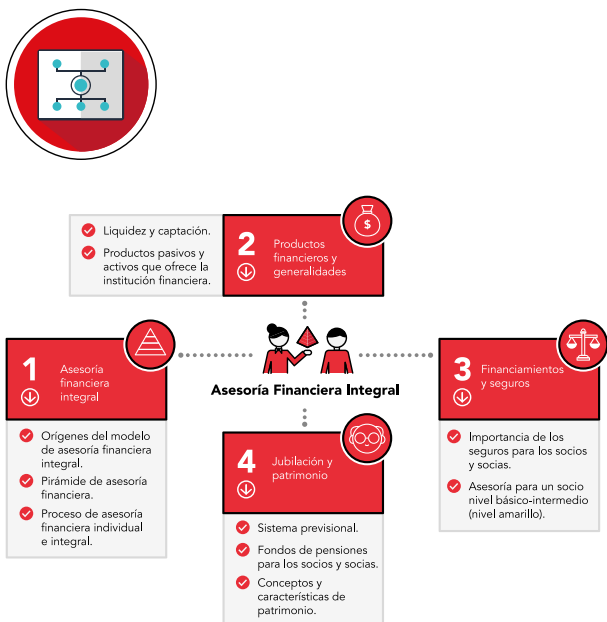 Liquidez y captación.
Productos pasivos y
activos que ofrece la
institución financiera.
2
Productos
financieros y
generalidades
$
1
Asesoría
financiera
integral
Orígenes del modelo
de asesoría financiera
integral.
Pirámide de asesoría
financiera.
Proceso de asesoría
financiera individual
e integral.
Asesoría Financiera Integral
3
Financiamientos
y seguros
Importancia de los
seguros para los socios
y socias.
Asesoría para un socio
nivel básico-intermedio
(nivel amarillo).
4
Jubilación y
patrimonio
Sistema previsional.
Fondos de pensiones
para los socios y socias.
Conceptos y
características de
patrimonio.